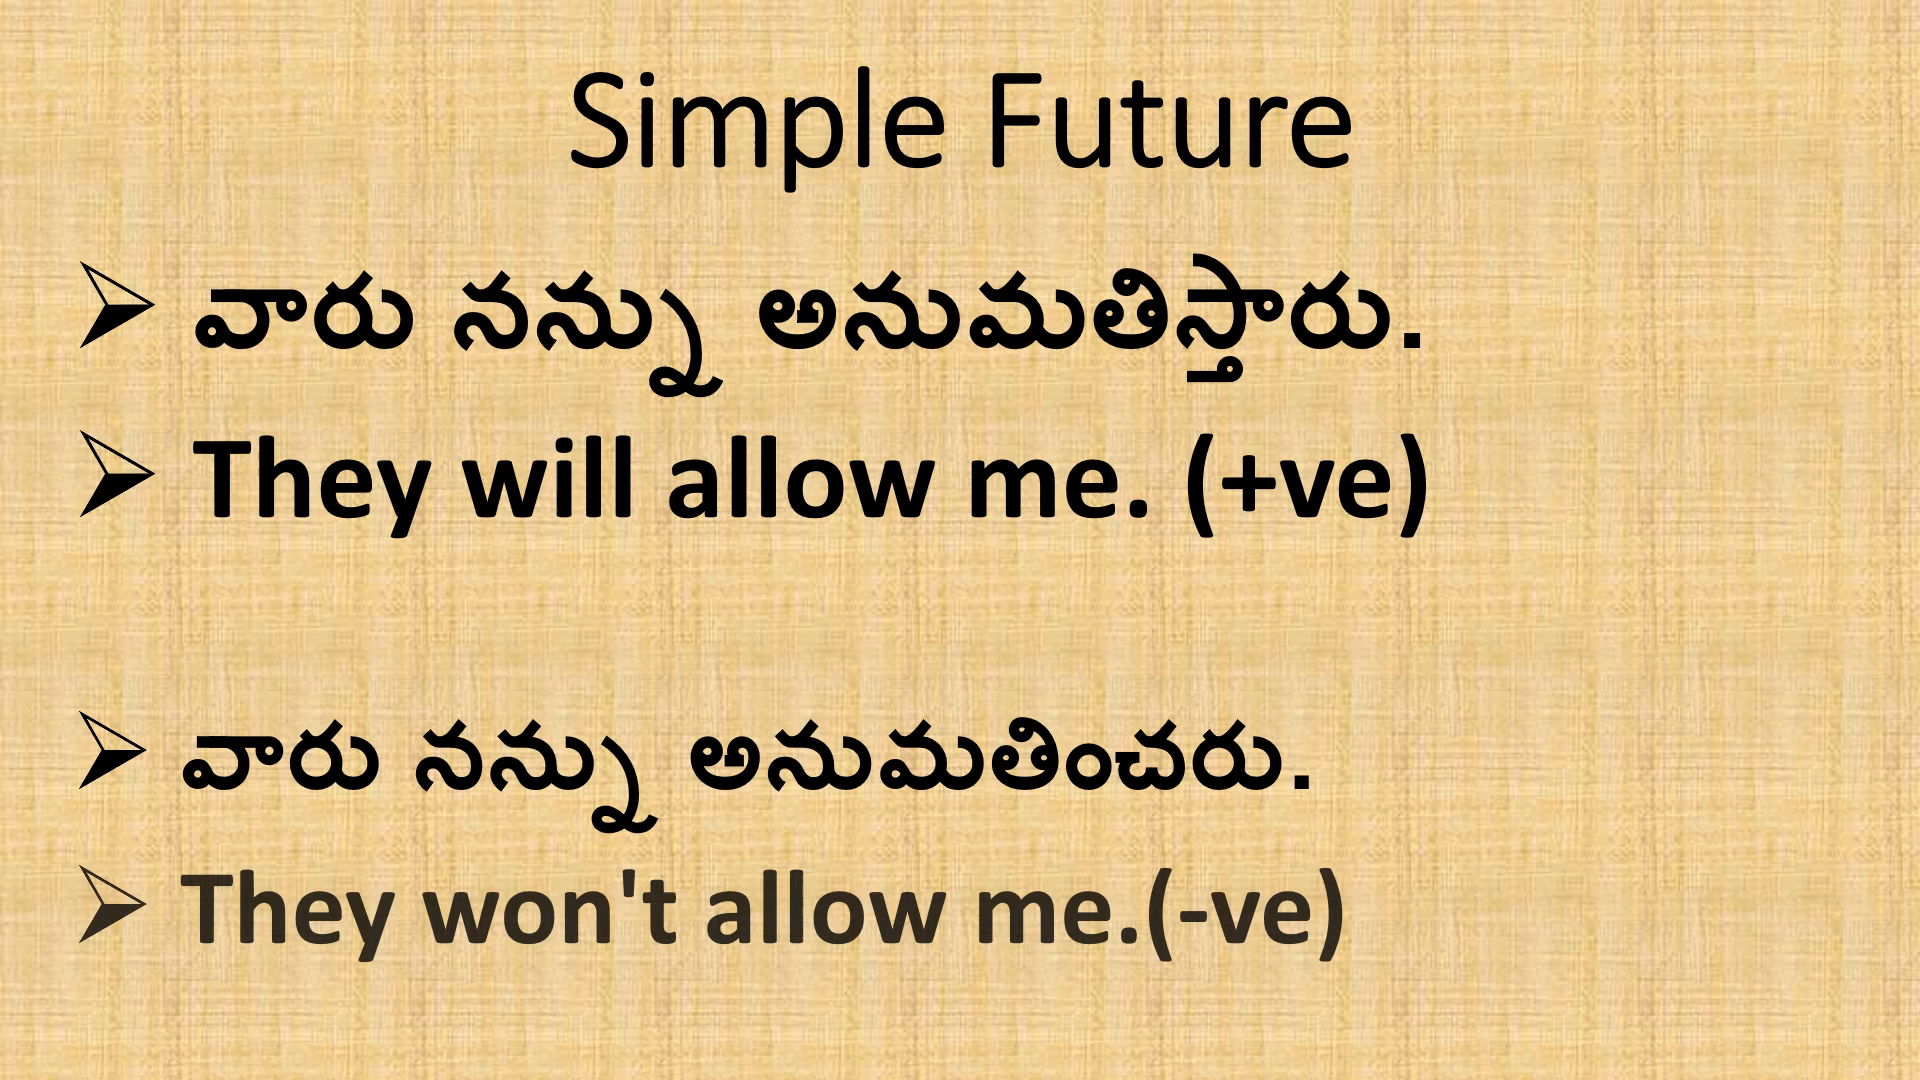 Simple Future
వారు నన్ను అనుమతిస్తారు.
They will allow me. (+ve)
వారు నన్ను అనుమతించరు.
They won't allow me.(-ve)